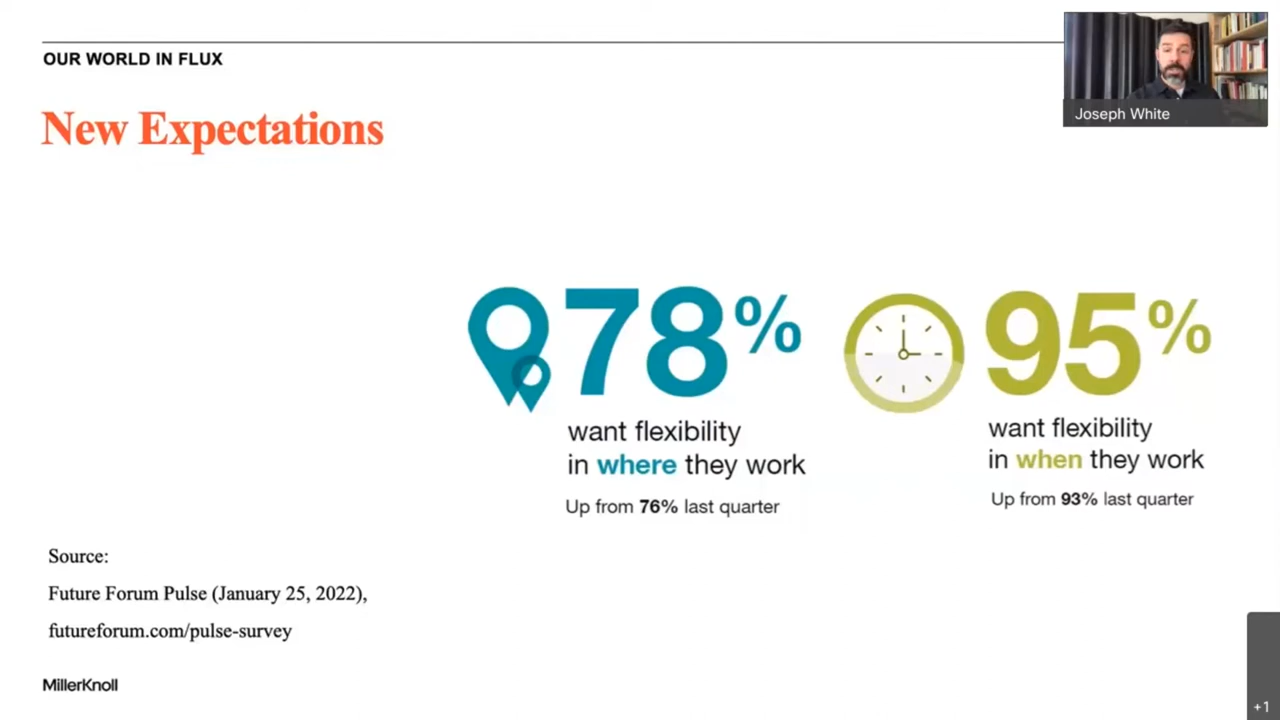 OUR WORLD IN FLUX
Joseph White
New Expectations
78%
want flexibility
in where they work
Up from 76% last quarter
95%
want flexibility
in when they work
Up from 93% last quarter
Source:
Future Forum Pulse (January 25, 2022),
futureforum.com/pulse-survey
MillerKnoll
+1